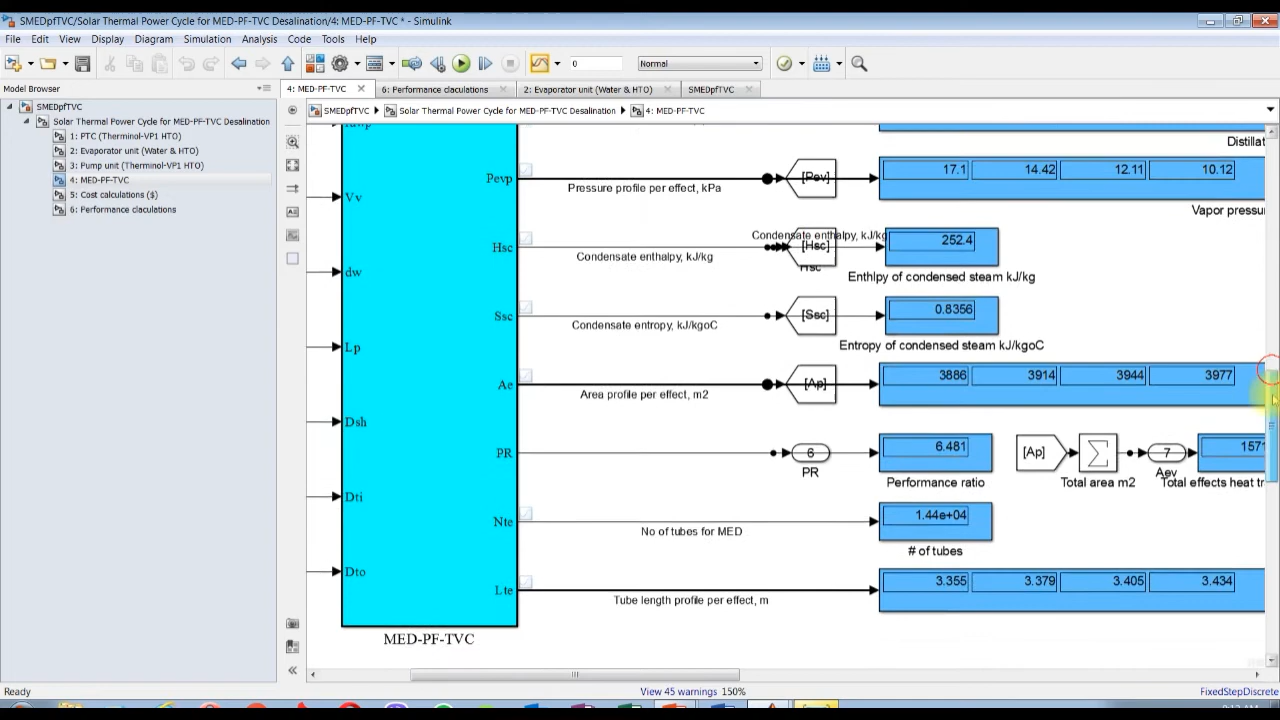 SMEDpfTVC/Solar Thermal Power Cycle for MED-PF-TVC Desalination/4: MED-PF-TVC * - Simulink
File Edit View Display Diagram Simulation Analysis Code Tools Help
0 Normal
Model Browser
4: MED-PF-TVC 6: Performance claculations 2: Evaporator unit (Water & HTO) SMEDpfTVC
SMEDpfTVC
Solar Thermal Power Cycle for MED-PF-TVC Desalination
1: PTC (Therminol-VP1 HTO)
2: Evaporator unit (Water & HTO)
3: Pump unit (Therminol-VP1 HTO)
4: MED-PF-TVC
5: Cost calculations ($)
6: Performance claculations
SMEDpfTVC Solar Thermal Power Cycle for MED-PF-TVC Desalination 4: MED-PF-TVC
Distillat
Pevp Pressure profile per effect, kPa [Pev] 17.1 14.42 12.11 10.12
Vv
Vapor pressu
Condensate enthalpy, kJ/kg
Hsc Condensate enthalpy, kJ/kg [Hsc] 252.4
Hsc
Enthlpy of condensed steam kJ/kg
dw
Ssc Condensate entropy, kJ/kgoC [Ssc] 0.8356
Entropy of condensed steam kJ/kgoC
Lp
Ae Area profile per effect, m2 [Ap] 3886 3914 3944 3977
Dsh
PR 6 6.481 [Ap] 7 1571
PR Performance ratio Total area m2 Aev Total effects heat tr
Dti
Nte No of tubes for MED 1.44e+04
# of tubes
Dto
Lte Tube length profile per effect, m 3.355 3.379 3.405 3.434
MED-PF-TVC
Ready View 45 warnings 150% FixedStepDiscrete